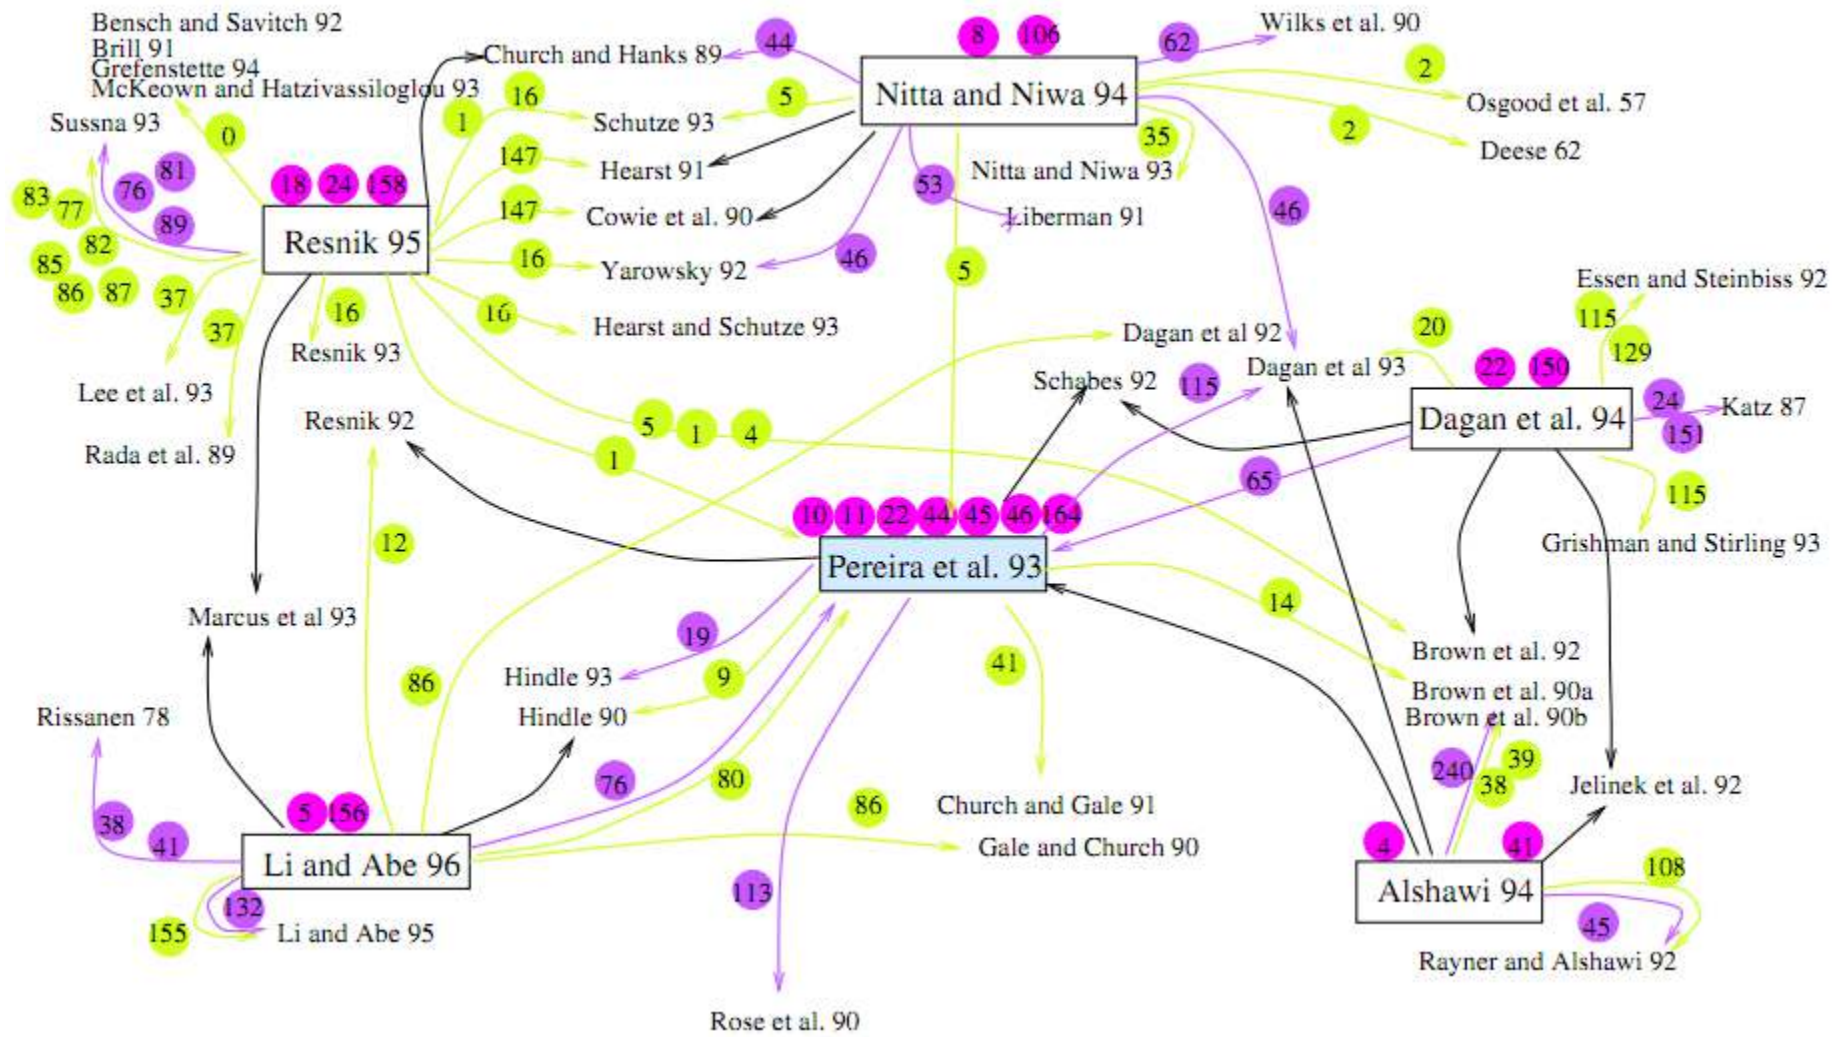 Bensch and Savitch 92
Brill 91
Grefenstette 94
McKeown and Hatzivassiloglou 93
Sussna 93
0
81
76
89
83
77
82
85
86
87
37
37
18
24
158
Resnik 95
16
Resnik 93
Lee et al. 93
Rada et al. 89
Resnik 92
Church and Hanks 89
44
16
1
5
Schutze 93
147
Hearst 91
147
Cowie et al. 90
16
Yarowsky 92
46
16
Hearst and Schutze 93
8
106
Nitta and Niwa 94
62
Wilks et al. 90
2
Osgood et al. 57
2
Deese 62
35
Nitta and Niwa 93
53
Liberman 91
46
5
Dagan et al 92
Dagan et al 93
Schabes 92
115
20
Essen and Steinbiss 92
115
129
22
150
Dagan et al. 94
24
151
Katz 87
65
115
Grishman and Stirling 93
5
1
4
1
12
10
11
22
44
45
46
164
Pereira et al. 93
14
Marcus et al 93
19
Hindle 93
9
Hindle 90
41
86
Brown et al. 92
Brown et al. 90a
Brown et al. 90b
Rissanen 78
76
80
240
39
38
Jelinek et al. 92
86
Church and Gale 91
Gale and Church 90
38
41
5
156
Li and Abe 96
132
155
Li and Abe 95
113
Rose et al. 90
4
41
Alshawi 94
108
45
Rayner and Alshawi 92